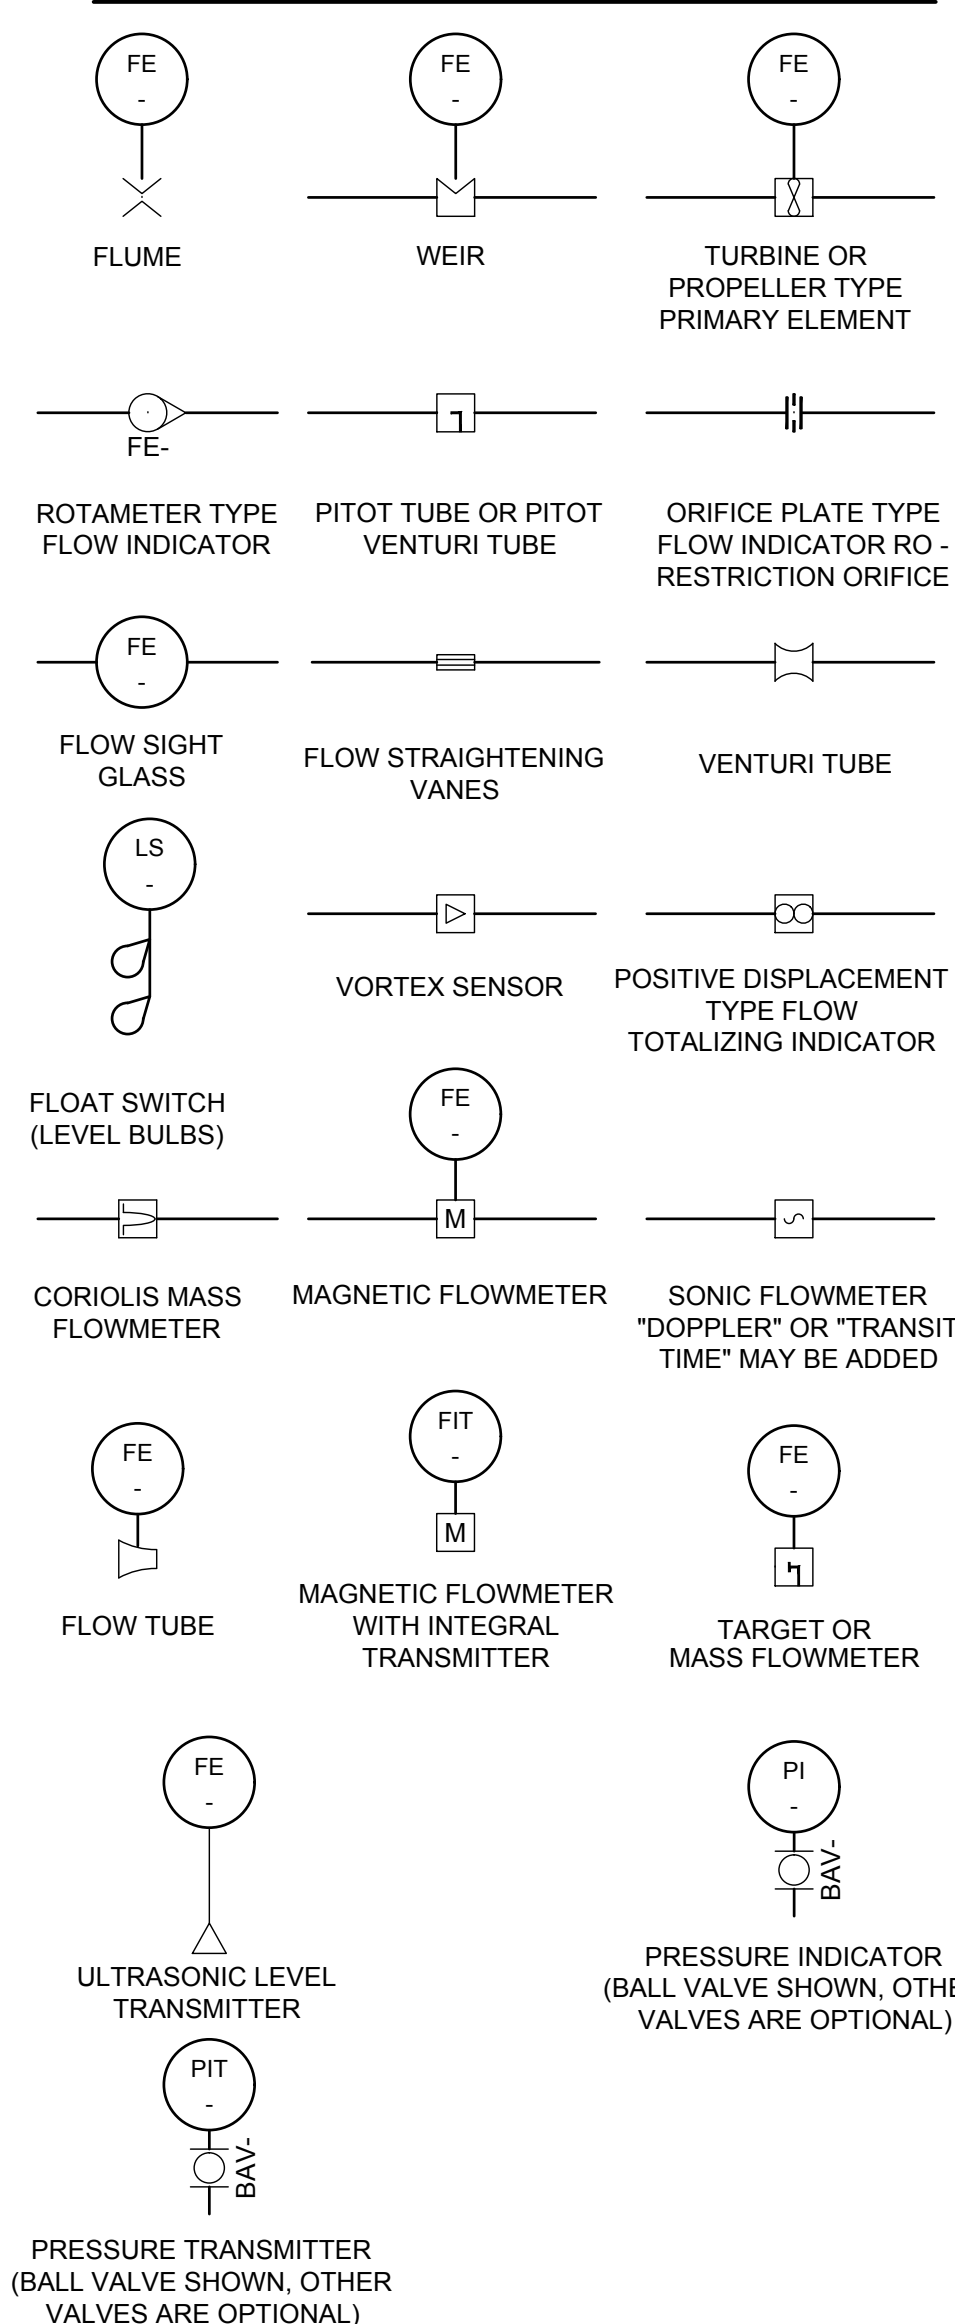 FE
-
FLUME
FE
-
WEIR
FE
-
TURBINE OR
PROPELLER TYPE
PRIMARY ELEMENT
FE-
ROTAMETER TYPE
FLOW INDICATOR
PITOT TUBE OR PITOT
VENTURI TUBE
ORIFICE PLATE TYPE
FLOW INDICATOR RO -
RESTRICTION ORIFICE
FE
-
FLOW SIGHT
GLASS
FLOW STRAIGHTENING
VANES
VENTURI TUBE
LS
-
FLOAT SWITCH
(LEVEL BULBS)
VORTEX SENSOR
POSITIVE DISPLACEMENT
TYPE FLOW
TOTALIZING INDICATOR
CORIOLIS MASS
FLOWMETER
FE
-
M
MAGNETIC FLOWMETER
SONIC FLOWMETER
"DOPPLER" OR "TRANSIT
TIME" MAY BE ADDED
FE
-
FLOW TUBE
FIT
-
M
MAGNETIC FLOWMETER
WITH INTEGRAL
TRANSMITTER
FE
-
TARGET OR
MASS FLOWMETER
FE
-
ULTRASONIC LEVEL
TRANSMITTER
PI
-
BAV-
PRESSURE INDICATOR
(BALL VALVE SHOWN, OTHE
VALVES ARE OPTIONAL)
PIT
-
BAV-
PRESSURE TRANSMITTER
(BALL VALVE SHOWN, OTHER
VALVES ARE OPTIONAL)